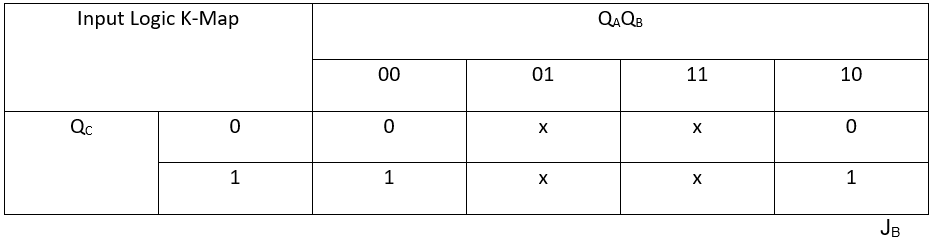 Input Logic K-Map QAQB
00 01 11 10
QC 0 0 x x 0
1 1 x x 1
JB